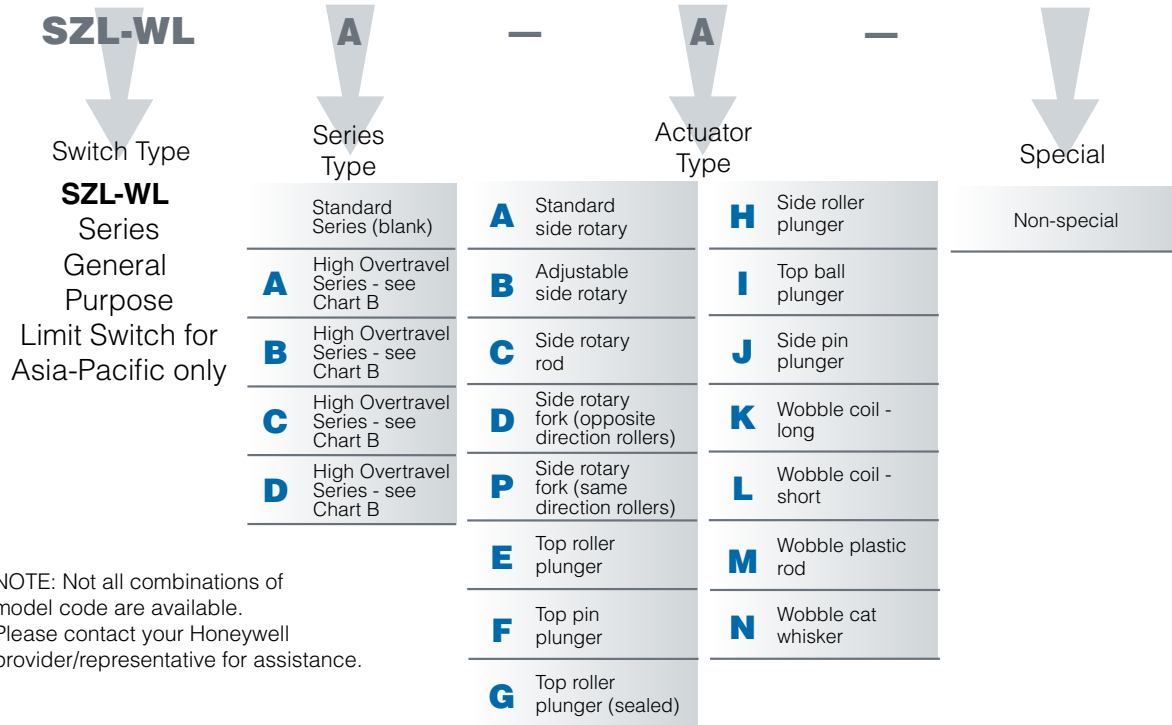 SZL-WL A — A —
Switch Type
SZL-WL
Series
General
Purpose
Limit Switch for
Asia-Pacific only
Series
Type
Standard
Series (blank)
A High Overtravel
Series - see
Chart B
B High Overtravel
Series - see
Chart B
C High Overtravel
Series - see
Chart B
D High Overtravel
Series - see
Chart B
Actuator
Type
A Standard
side rotary
B Adjustable
side rotary
C Side rotary
rod
D Side rotary
fork (opposite
direction rollers)
P Side rotary
fork (same
direction rollers)
E Top roller
plunger
F Top pin
plunger
G Top roller
plunger (sealed)
H Side roller
plunger
I Top ball
plunger
J Side pin
plunger
K Wobble coil -
long
L Wobble coil -
short
M Wobble plastic
rod
N Wobble cat
whisker
Special
Non-special
NOTE: Not all combinations of
model code are available.
Please contact your Honeywell
provider/representative for assistance.